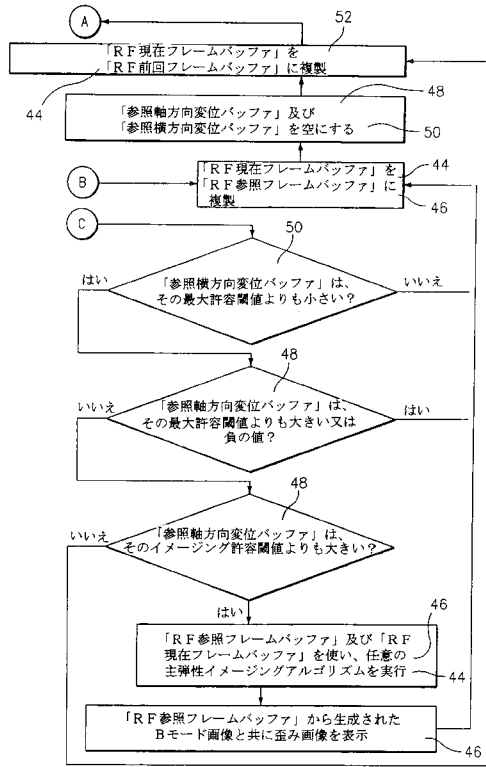 A
52
「RF現在フレームバッファ」を
「RF前回フレームバッファ」に複製
44
48
「参照軸方向変位バッファ」及び
「参照横方向変位バッファ」を空にする
50
B
「RF現在フレームバッファ」を
「RF参照フレームバッファ」に
複製
44
46
C
50
はい
「参照横方向変位バッファ」は、
その最大許容閾値よりも小さい?
いいえ
48
いいえ
「参照軸方向変位バッファ」は、
その最大許容閾値よりも大きい又は
負の値?
はい
48
いいえ
「参照軸方向変位バッファ」は、
そのイメージング許容閾値よりも大きい?
はい
46
「RF参照フレームバッファ」及び「RF
現在フレームバッファ」を使い、任意の
主弾性イメージングアルゴリズムを実行
44
「RF参照フレームバッファ」から生成された
Bモード画像と共に歪み画像を表示
46